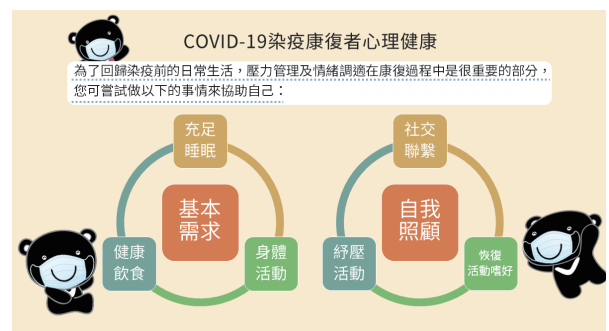 COVID-19染疫康復者心理健康
為了回歸染疫前的日常生活，壓力管理及情緒調適在康復過程中是很重要的部分，
您可嘗試做以下的事情來協助自己：
充足
睡眠
基本
需求
健康
飲食
身體
活動
社交
聯繫
自我
照顧
紓壓
活動
恢復
活動嗜好